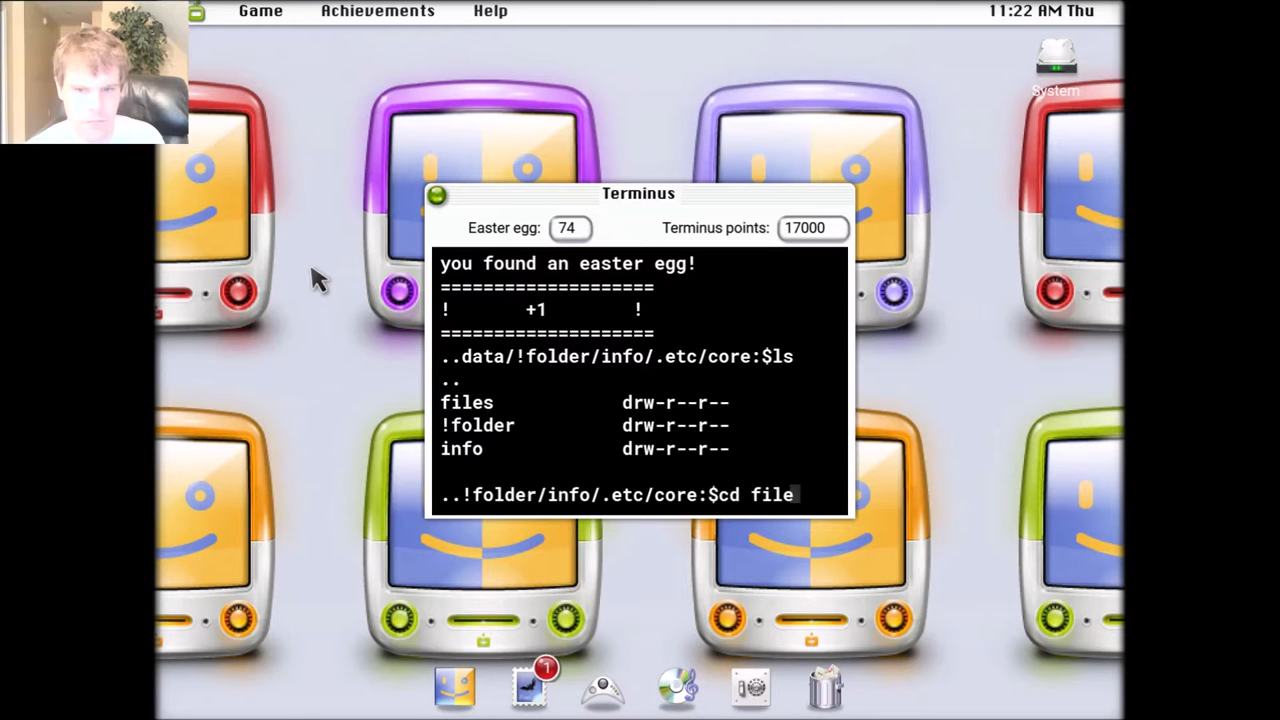 Game Achievements Help 11:22 AM Thu
System
Terminus
Easter egg: 74 Terminus points: 17000
you found an easter egg!
====================
! +1 !
====================
..data/!folder/info/.etc/core:$ls
..
files drw-r--r--
!folder drw-r--r--
info drw-r--r--
..!folder/info/.etc/core:$cd file
1